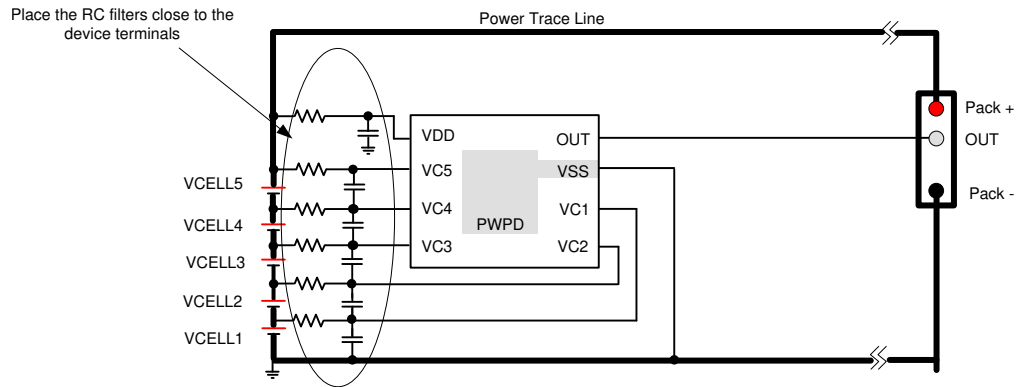 Place the RC filters close to the
device terminals
Power Trace Line
Pack +
OUT
Pack -
VDD
VC5
VC4
VC3
OUT
VSS
VC1
VC2
PWPD
VCELL5
VCELL4
VCELL3
VCELL2
VCELL1